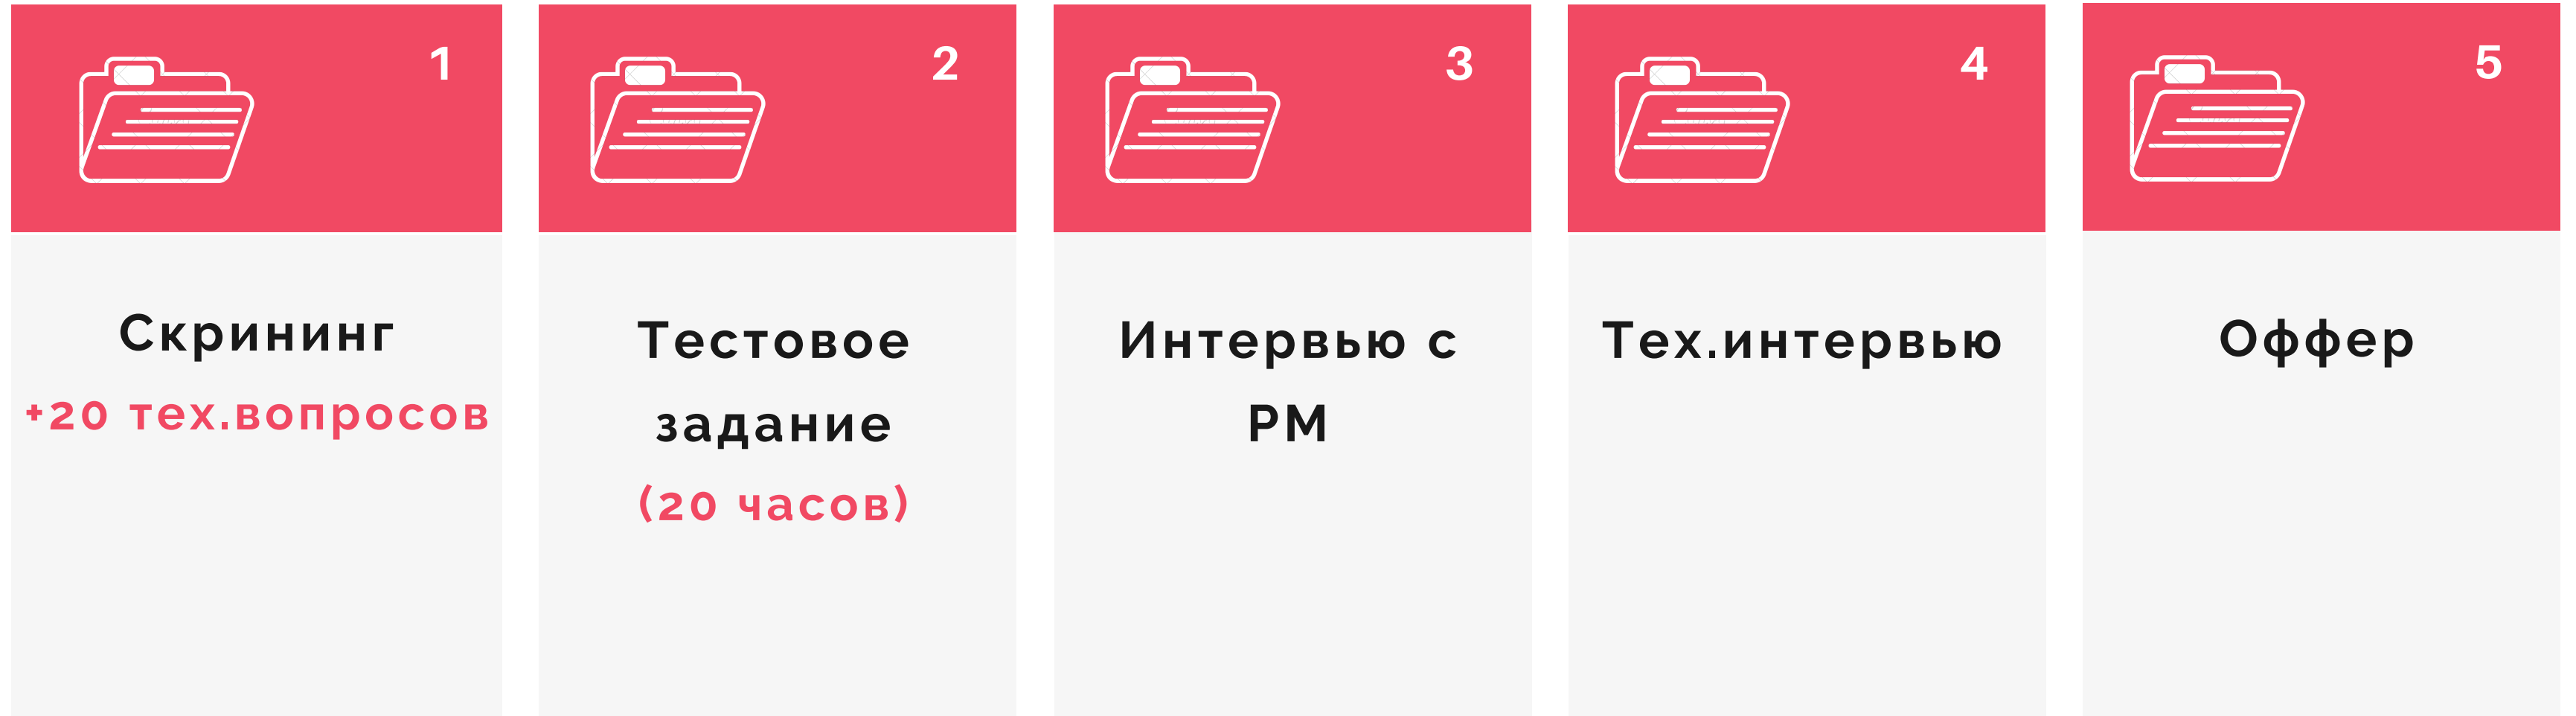 1
Скрининг
+20 тех.вопросов
2
Тестовое
задание
(20 часов)
3
Интервью с
PM
4
Тех.интервью
5
Оффер